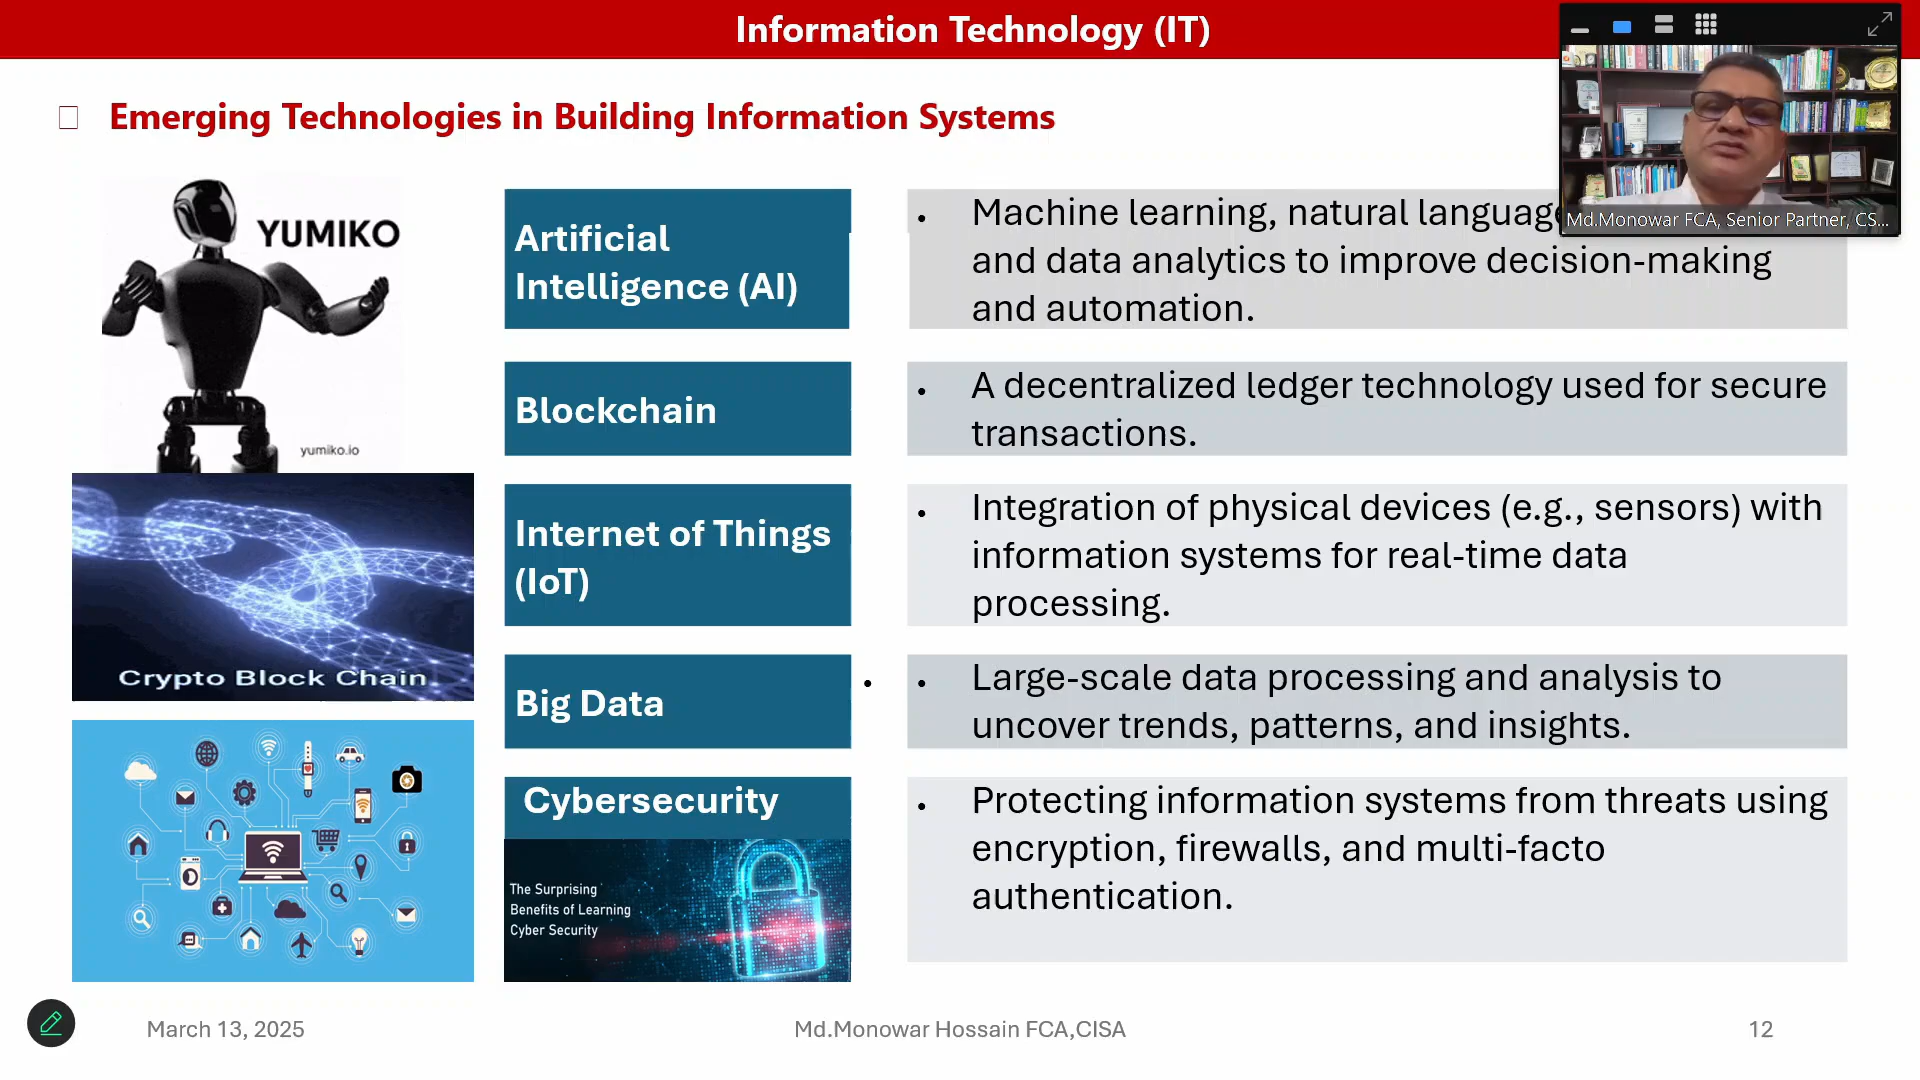 Information Technology (IT)
Emerging Technologies in Building Information Systems
YUMIKO
yumiko.io
Crypto Block Chain
Artificial
Intelligence (AI)
• Machine learning, natural language
and data analytics to improve decision-making
and automation.
Blockchain
• A decentralized ledger technology used for secure
transactions.
Internet of Things
(IoT)
• Integration of physical devices (e.g., sensors) with
information systems for real-time data
processing.
Big Data
• • Large-scale data processing and analysis to
uncover trends, patterns, and insights.
Cybersecurity
The Surprising
Benefits of Learning
Cyber Security
• Protecting information systems from threats using
encryption, firewalls, and multi-facto
authentication.
Md.Monowar FCA, Senior Partner, CS...
March 13, 2025
Md.Monowar Hossain FCA,CISA
12